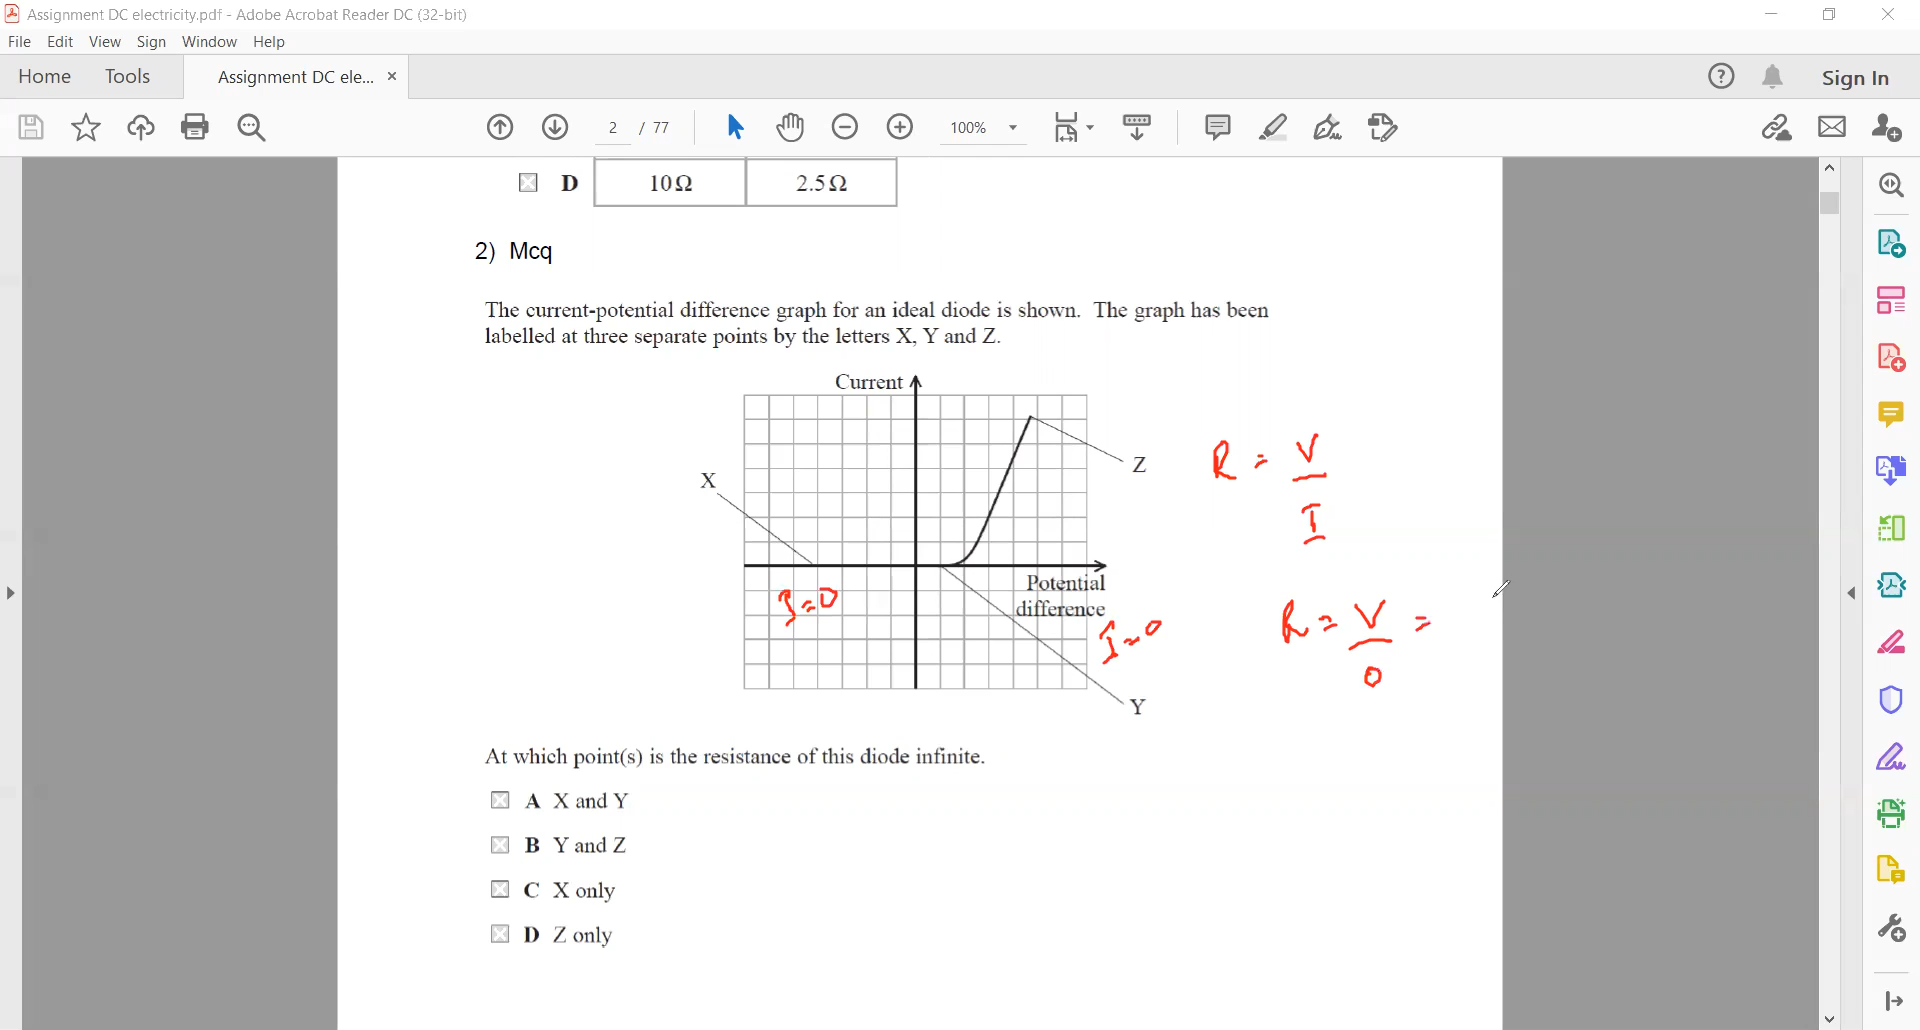 Assignment DC electricity.pdf - Adobe Acrobat Reader DC (32-bit)
File Edit View Sign Window Help
Home Tools Assignment DC ele... × Sign In
2 / 77 100%
D 10Ω 2.5Ω
2) Mcq
The current-potential difference graph for an ideal diode is shown. The graph has been
labelled at three separate points by the letters X, Y and Z.
Current
Z
X
R = V
I
Potential
difference
I=0
I=0
R = V =
0
Y
At which point(s) is the resistance of this diode infinite.
A X and Y
B Y and Z
C X only
D Z only